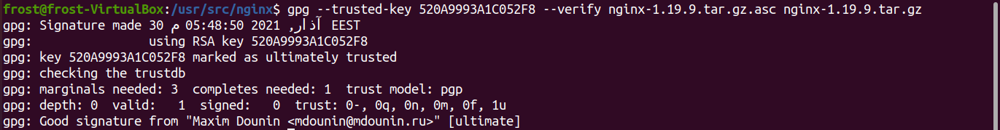 frost@frost-VirtualBox:/usr/src/nginx$ gpg --trusted-key 520A9993A1C052F8 --verify nginx-1.19.9.tar.gz.asc nginx-1.19.9.tar.gz
gpg: Signature made 30 آذار, 2021 05:48:50 م EEST
gpg:                using RSA key 520A9993A1C052F8
gpg: key 520A9993A1C052F8 marked as ultimately trusted
gpg: checking the trustdb
gpg: marginals needed: 3  completes needed: 1  trust model: pgp
gpg: depth: 0  valid:   1  signed:   0  trust: 0-, 0q, 0n, 0m, 0f, 1u
gpg: Good signature from "Maxim Dounin <mdounin@mdounin.ru>" [ultimate]